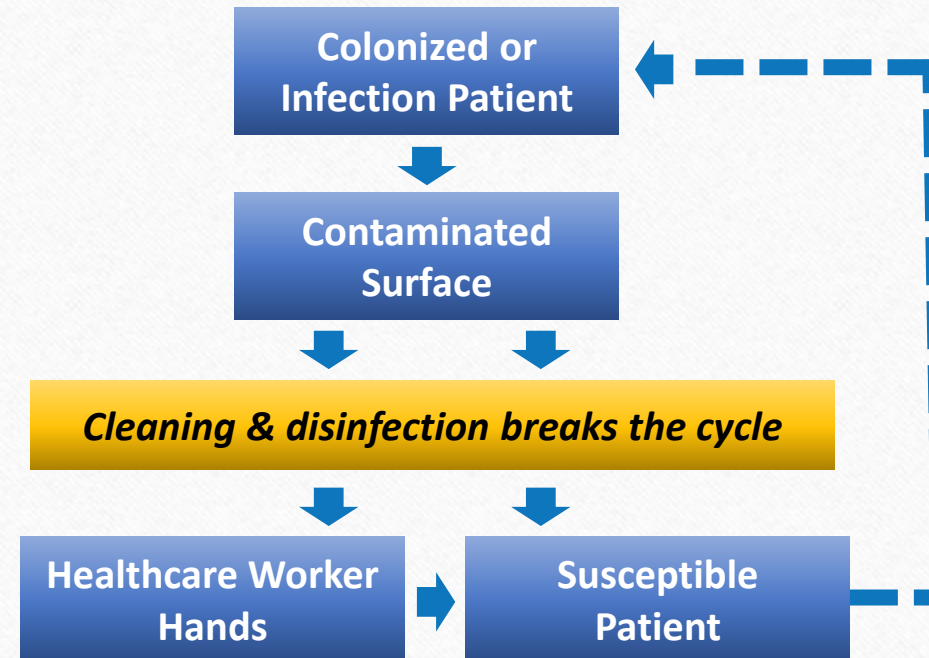 Colonized or
Infection Patient
Contaminated
Surface
Cleaning & disinfection breaks the cycle
Healthcare Worker
Hands
Susceptible
Patient